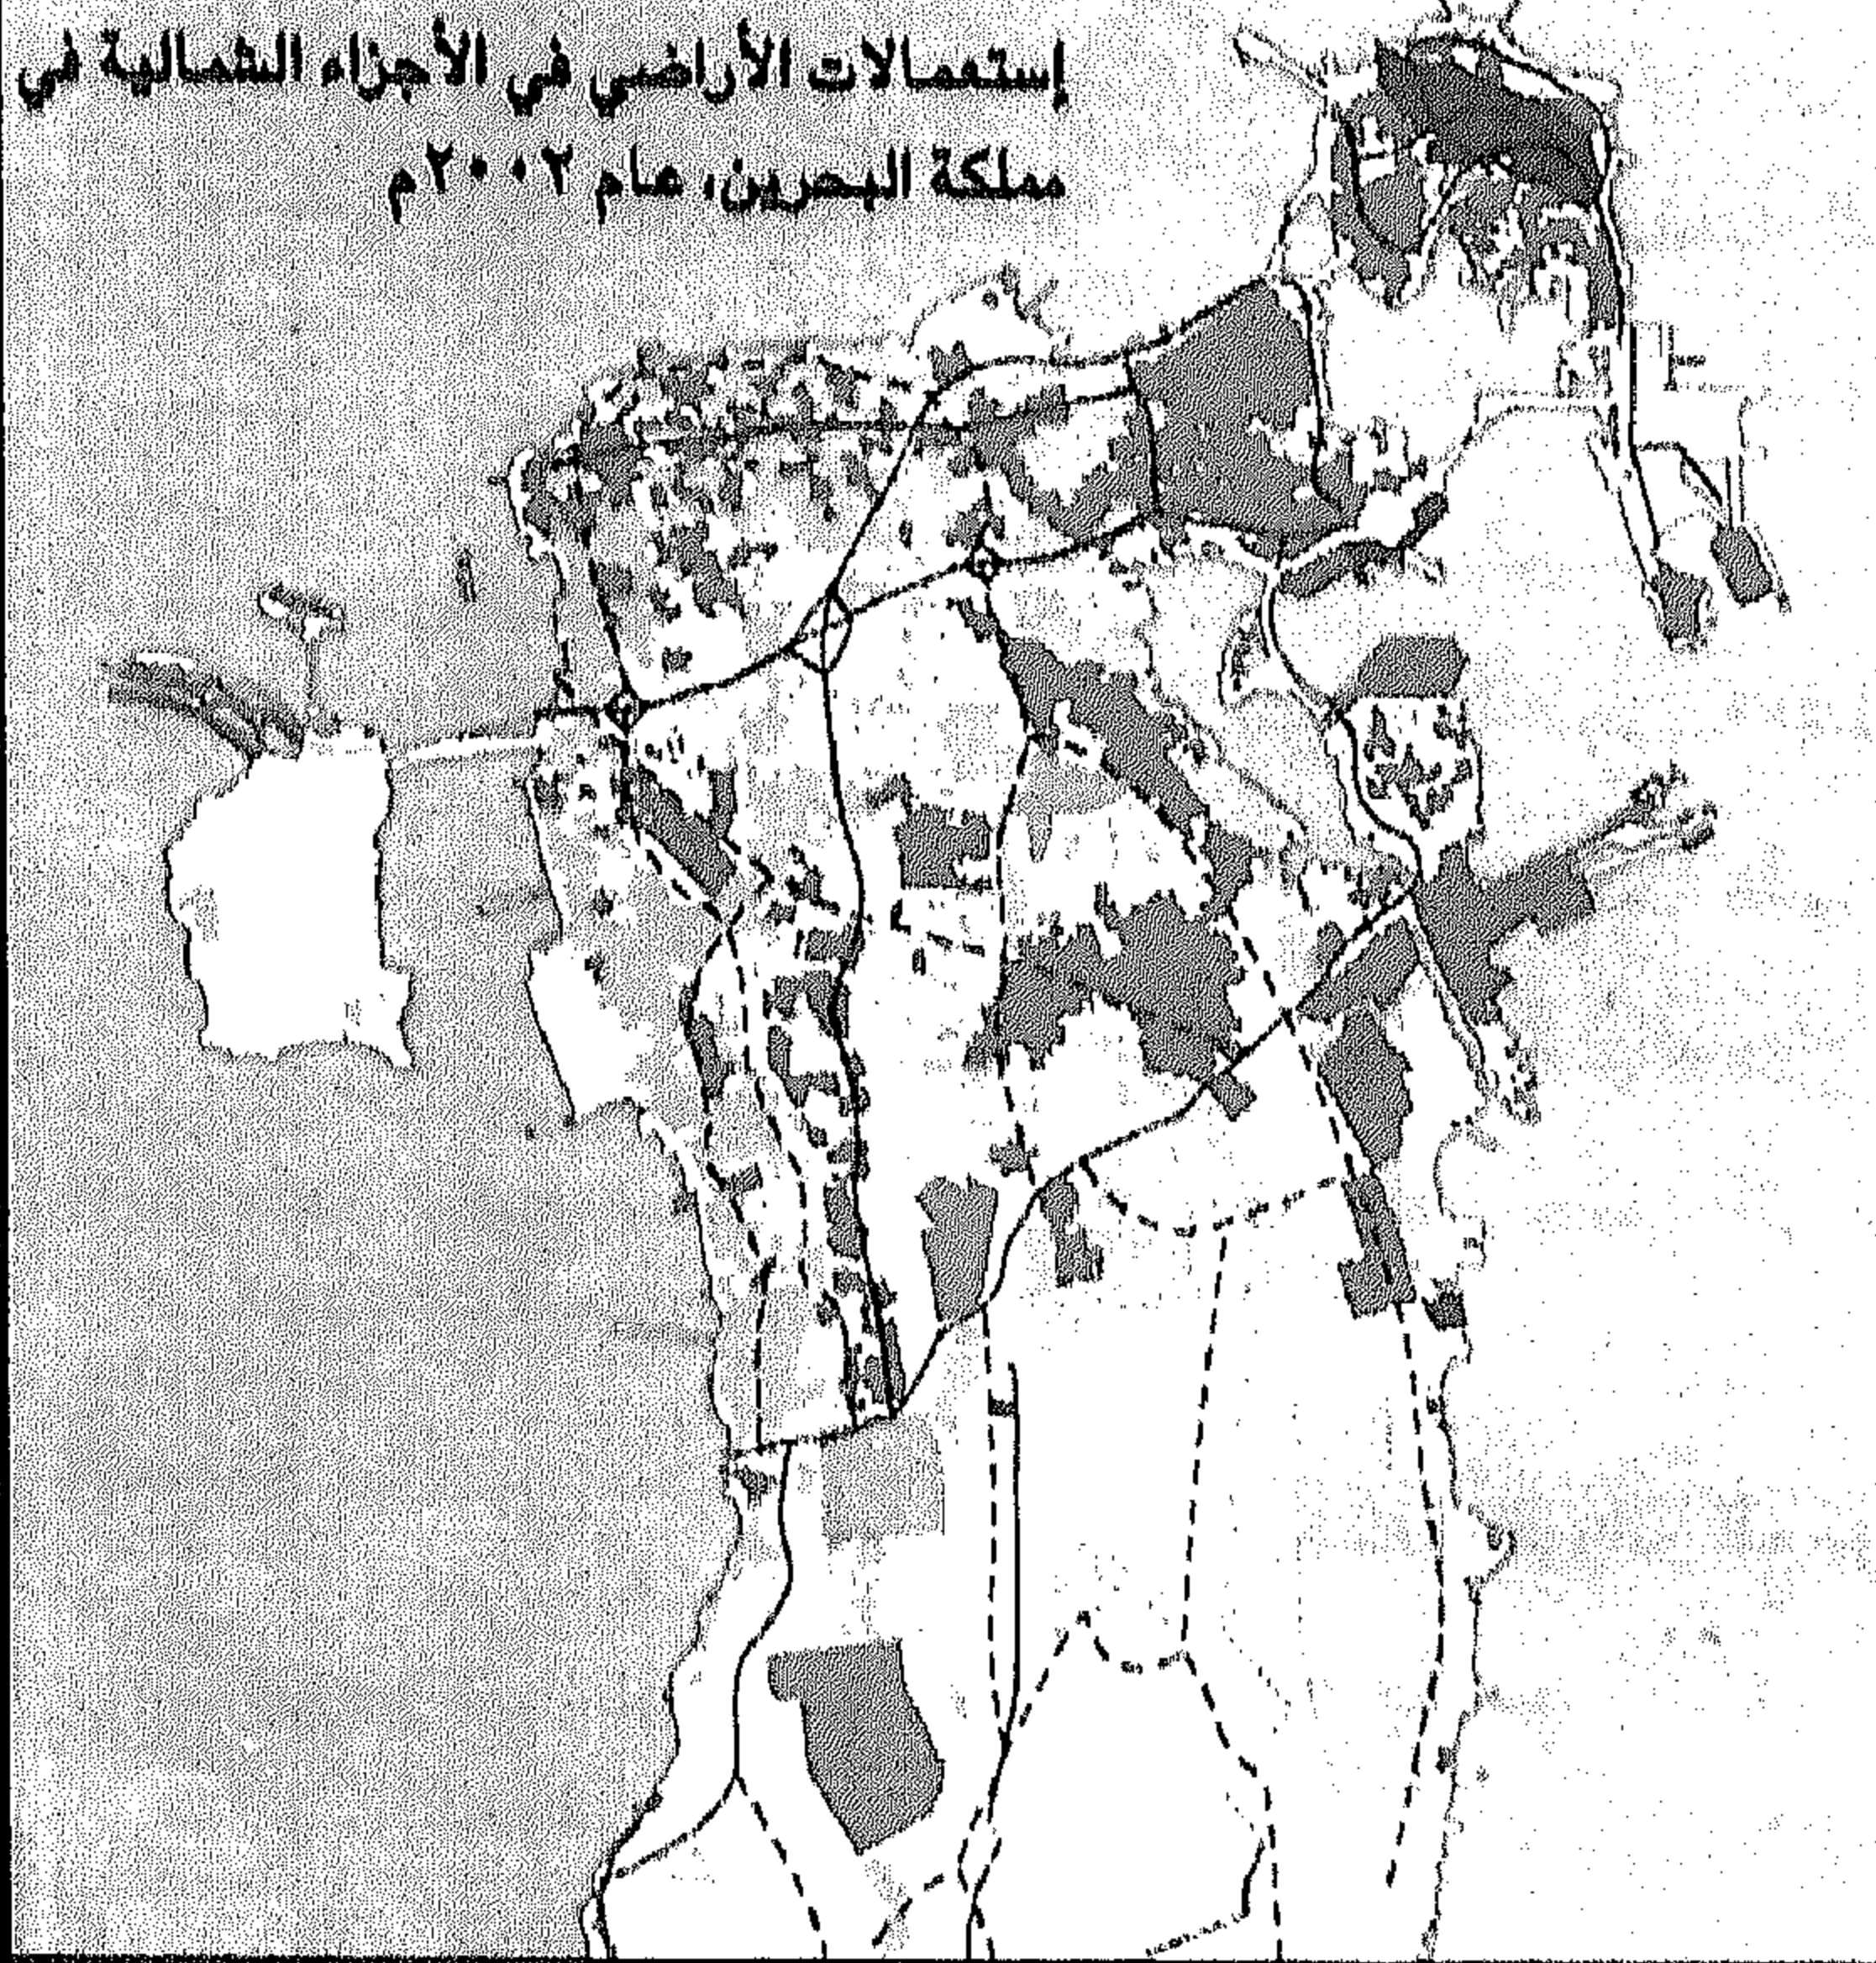 إستعمالات الأراضي في الأجزاء الشمالية في
مملكة البحرين، عام ٢٠٠٢م